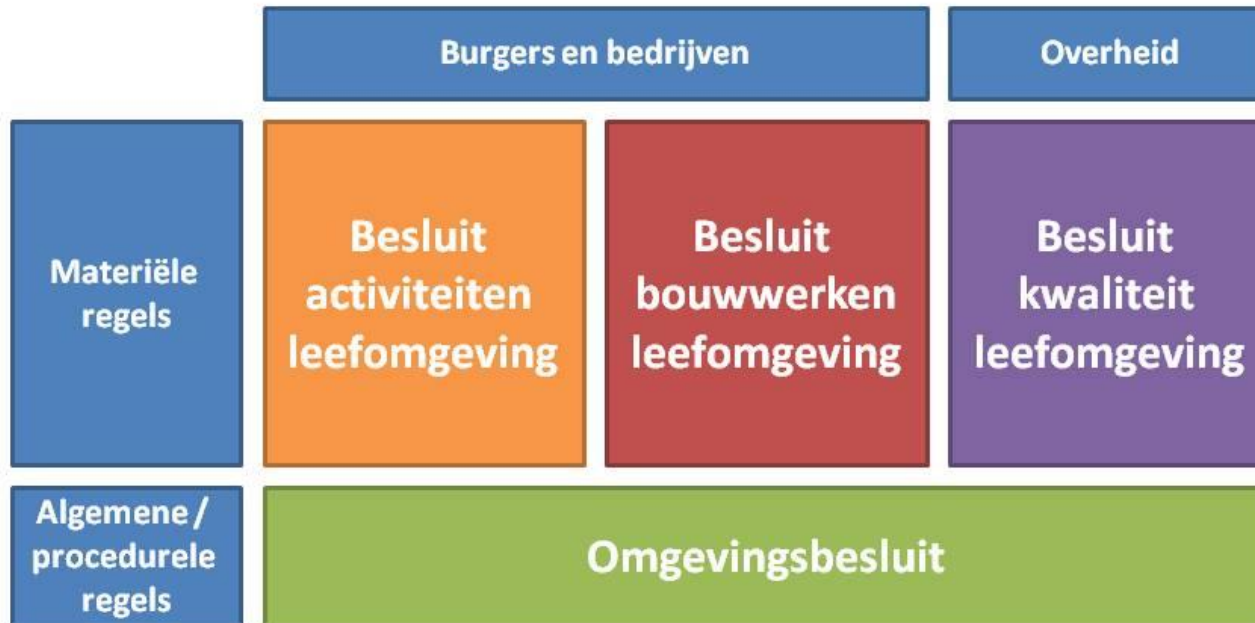 Burgers en bedrijven
Overheid
Materiële
regels
Besluit
activiteiten
leefomgeving
Besluit
bouwwerken
leefomgeving
Besluit
kwaliteit
leefomgeving
Algemene /
procedurele
regels
Omgevingsbesluit